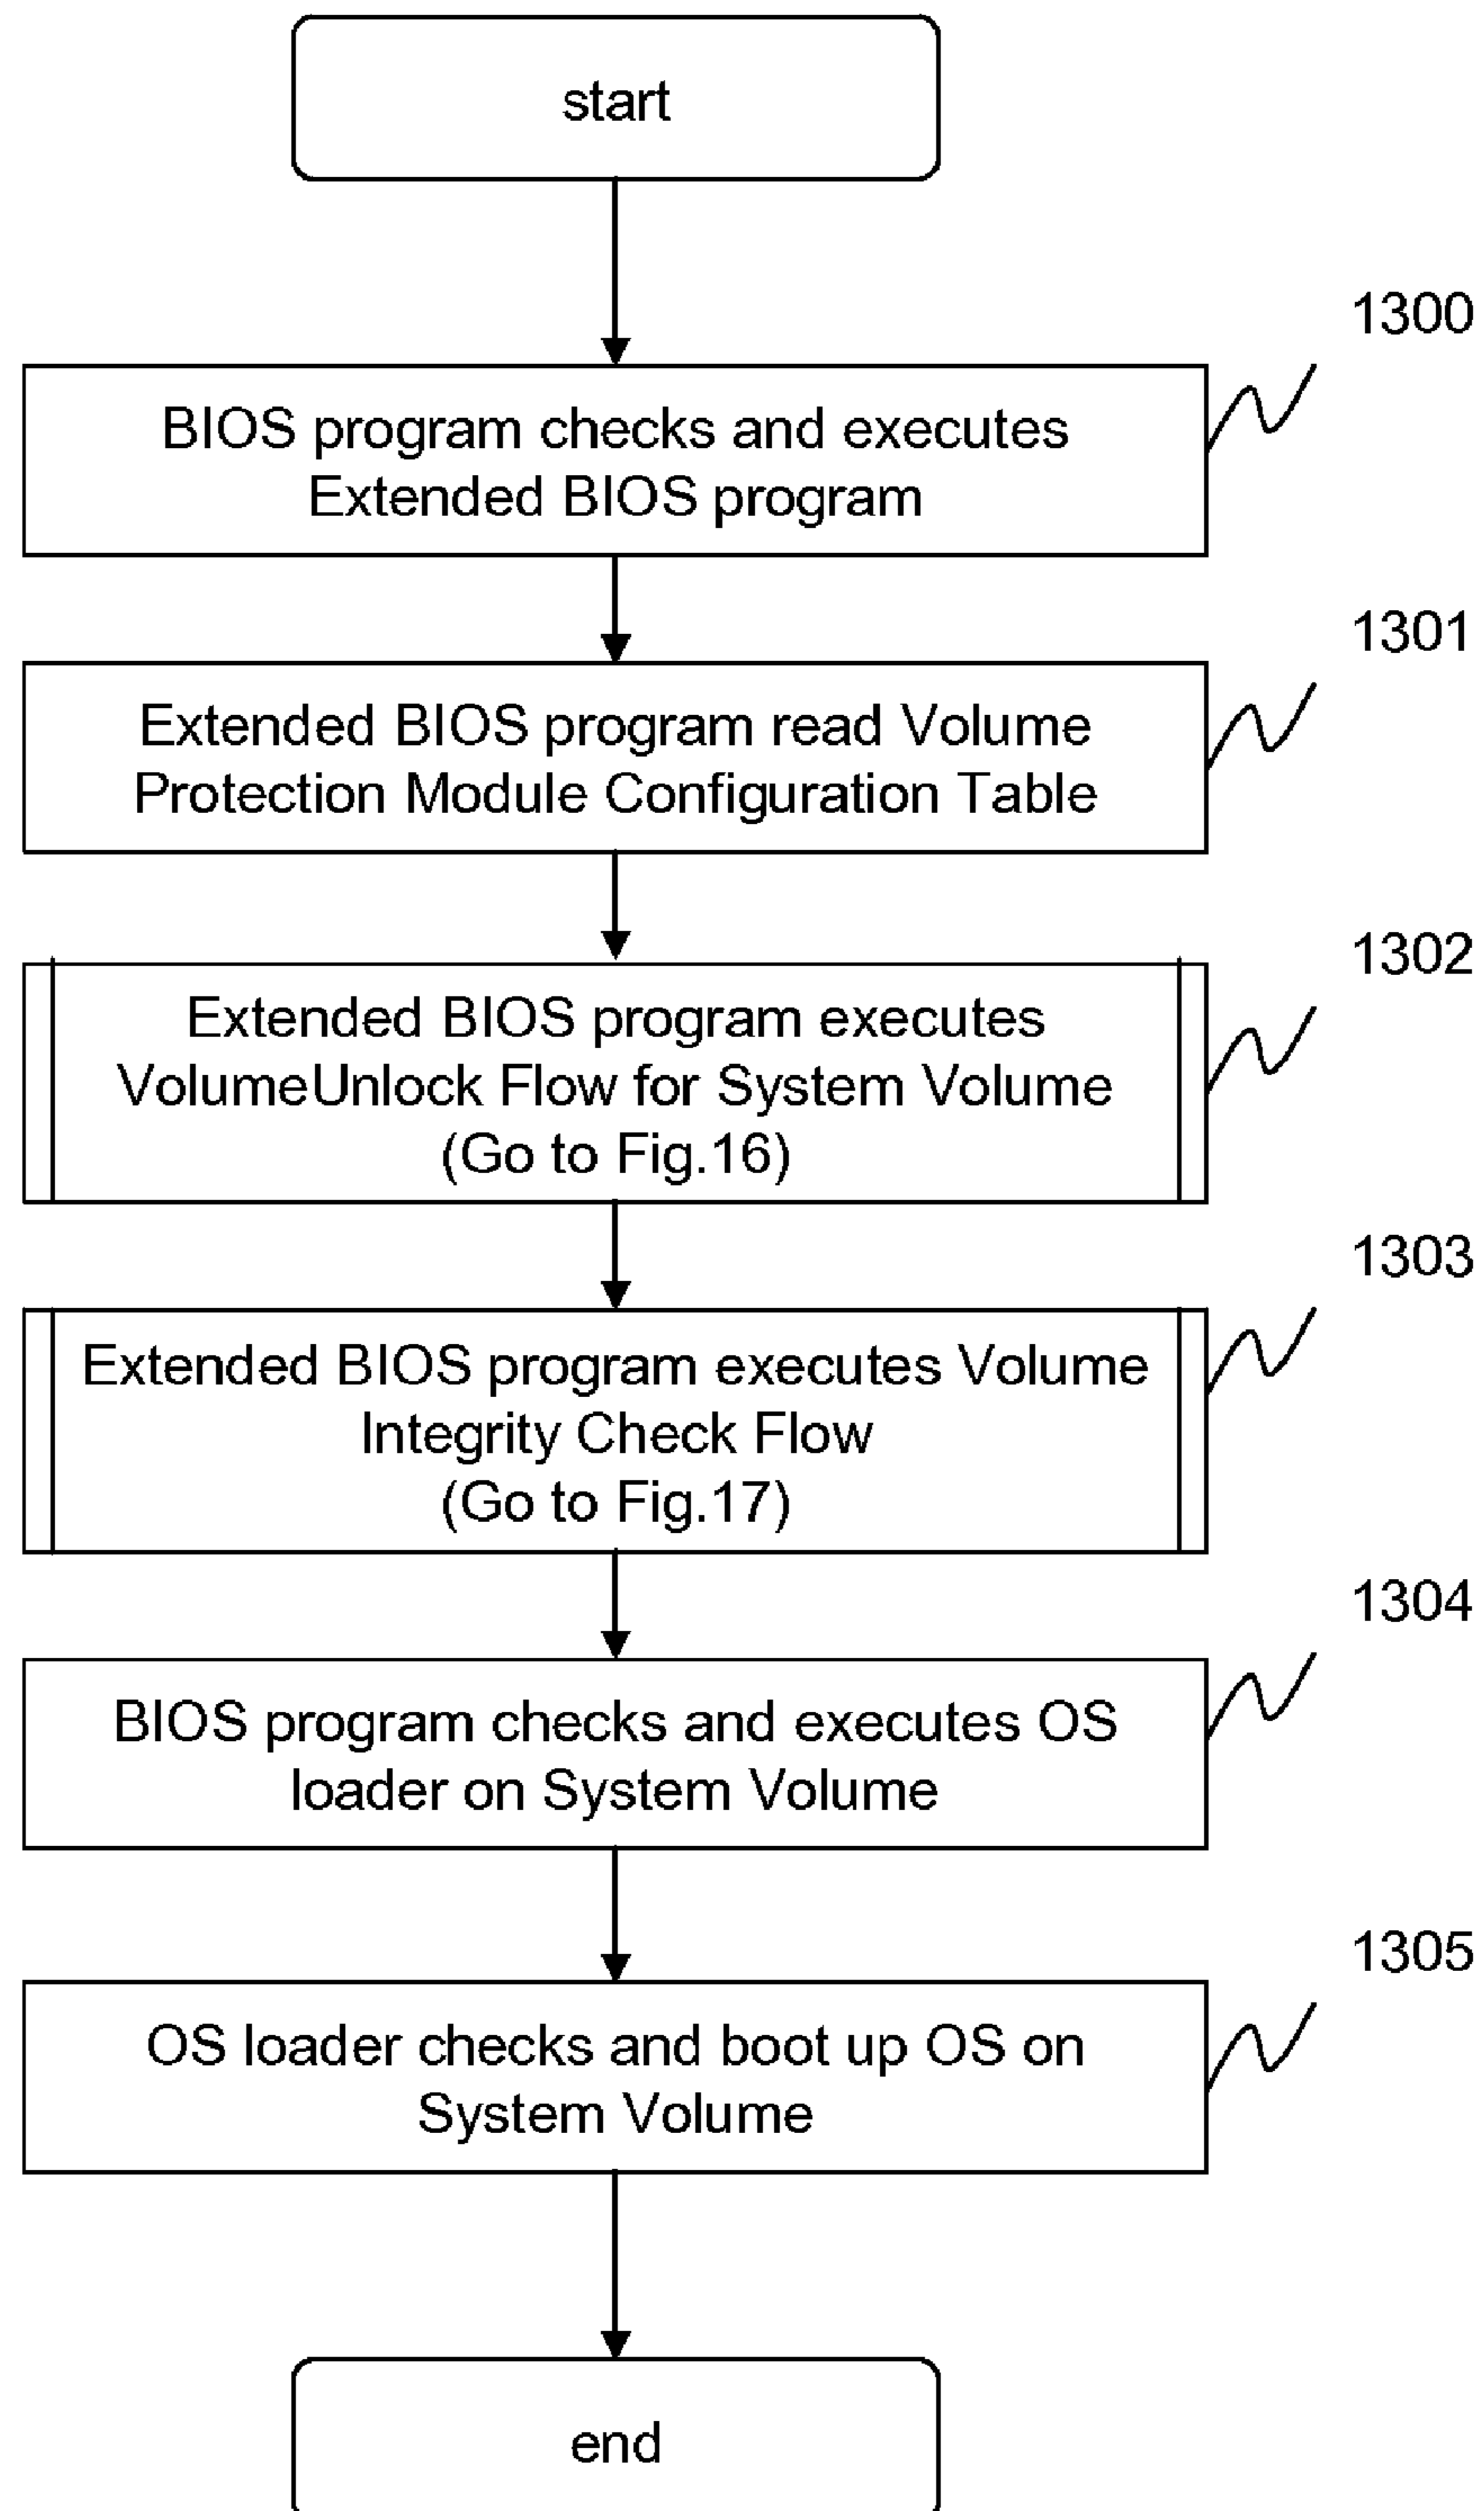 start
1300
BIOS program checks and executes
Extended BIOS program
1301
Extended BIOS program read Volume
Protection Module Configuration Table
1302
Extended BIOS program executes
VolumeUnlock Flow for System Volume
(Go to Fig.16)
1303
Extended BIOS program executes Volume
Integrity Check Flow
(Go to Fig.17)
1304
BIOS program checks and executes OS
loader on System Volume
1305
OS loader checks and boot up OS on
System Volume
end